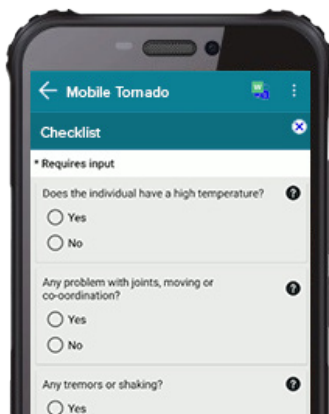 Mobile Tornado
Checklist
* Requires input
Does the individual have a high temperature?
Yes
No
Any problem with joints, moving or
co-oordination?
Yes
No
Any tremors or shaking?
Yes